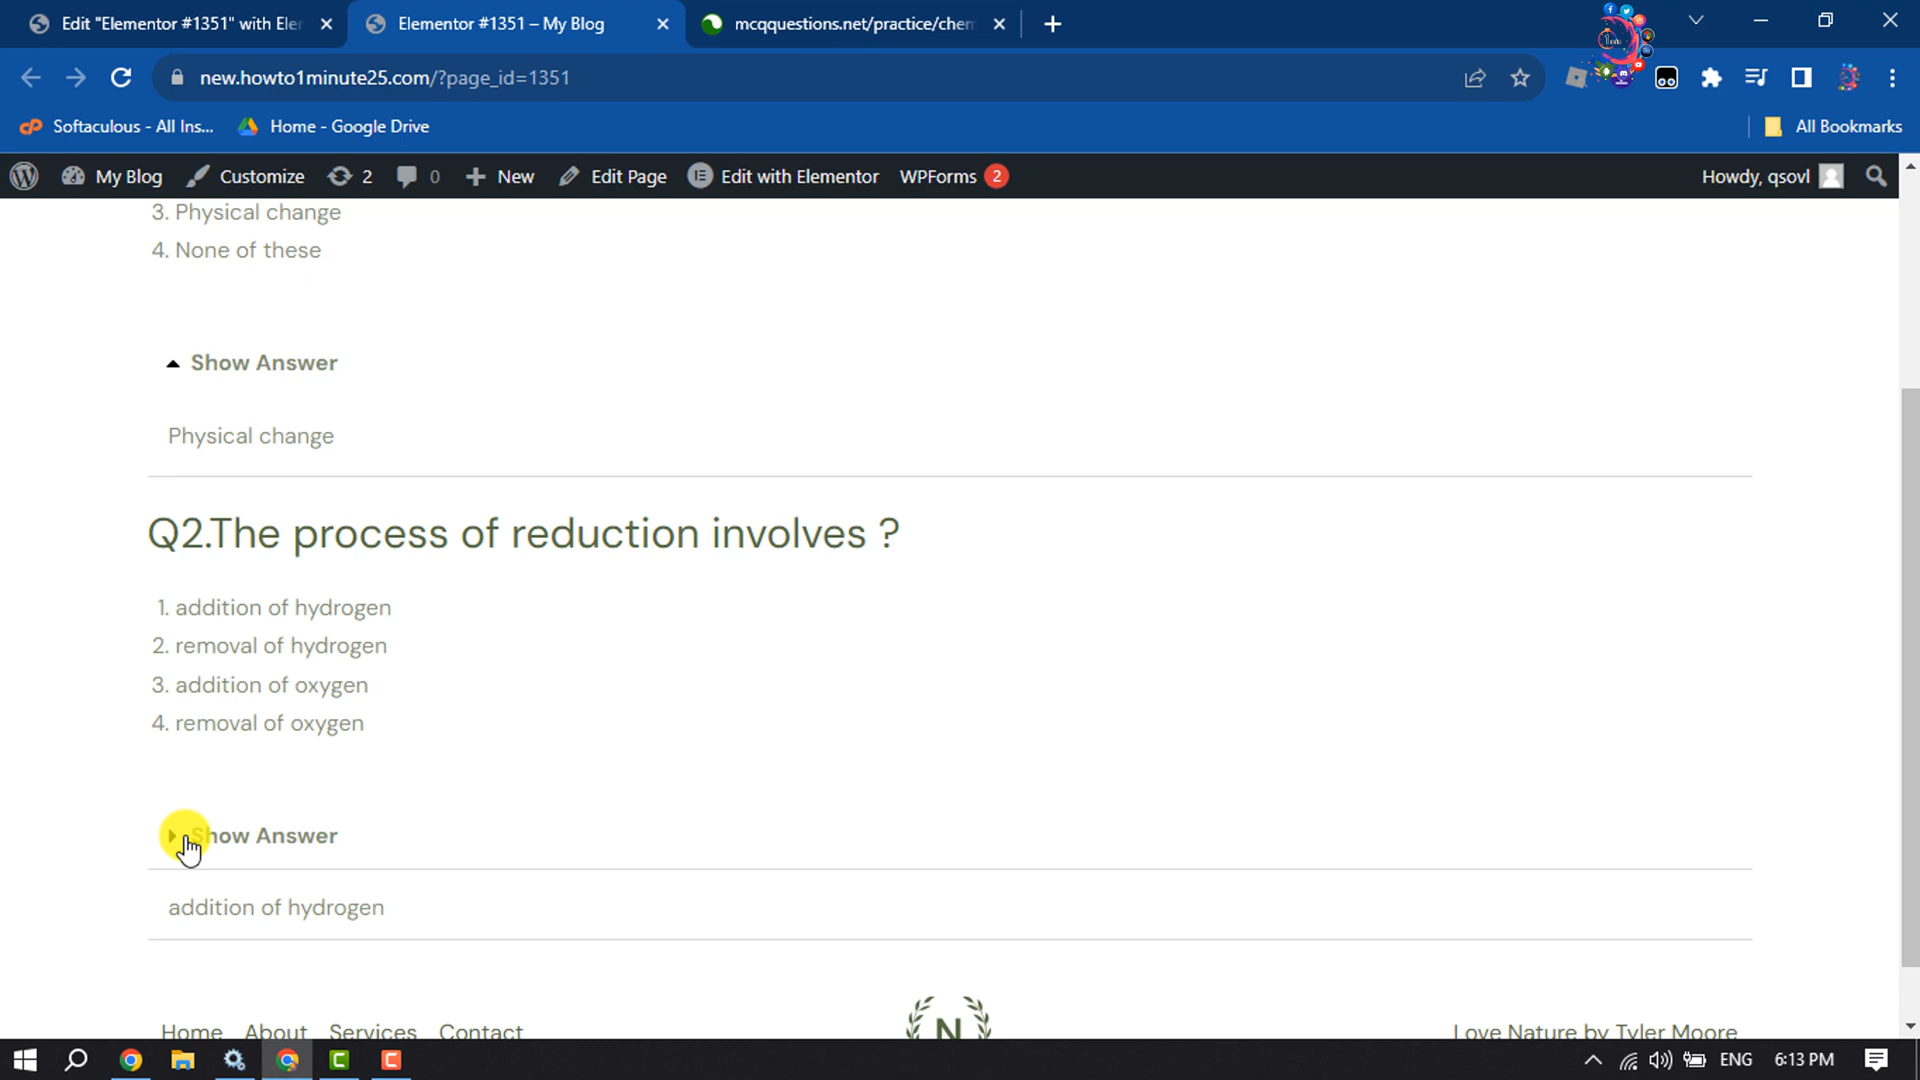 Edit "Elementor #1351" with Ele
Elementor #1351 – My Blog
mcqquestions.net/practice/chem
new.howto1minute25.com/?page_id=1351
Softaculous - All Ins...
Home - Google Drive
All Bookmarks
My Blog
Customize
2
0
New
Edit Page
Edit with Elementor
WPForms 2
Howdy, qsovl
3. Physical change
4. None of these
Show Answer
Physical change
Q2.The process of reduction involves ?
1. addition of hydrogen
2. removal of hydrogen
3. addition of oxygen
4. removal of oxygen
Show Answer
addition of hydrogen
Home About Services Contact
N
Love Nature by Tyler Moore
ENG
6:13 PM